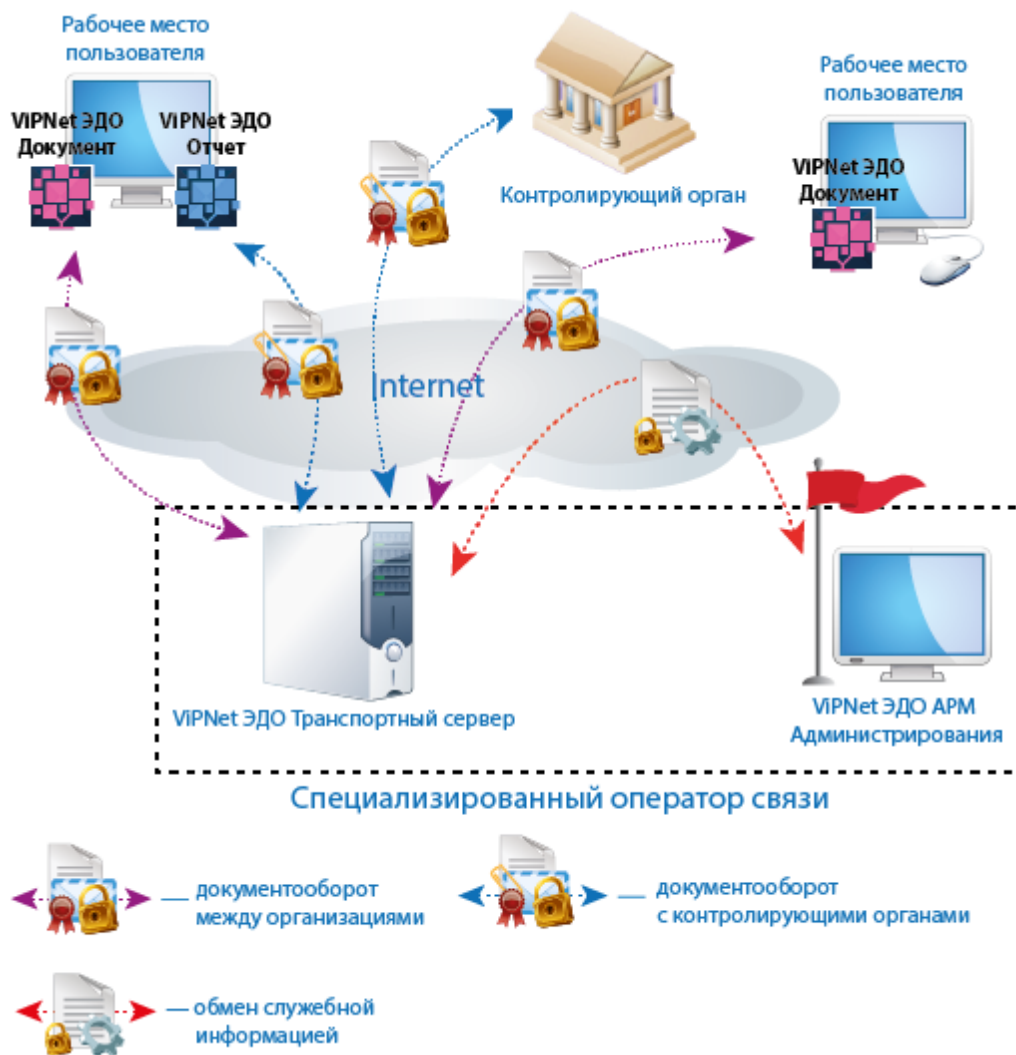 Рабочее место
пользователя
ViPNet ЭДО
Документ
ViPNet ЭДО
Отчет
Контролирующий орган
Рабочее место
пользователя
ViPNet ЭДО
Документ
Internet
ViPNet ЭДО Транспортный сервер
ViPNet ЭДО АРМ
Администрирования
Специализированный оператор связи
— документооборот
между организациями
— документооборот
с контролирующими органами
— обмен служебной
информацией